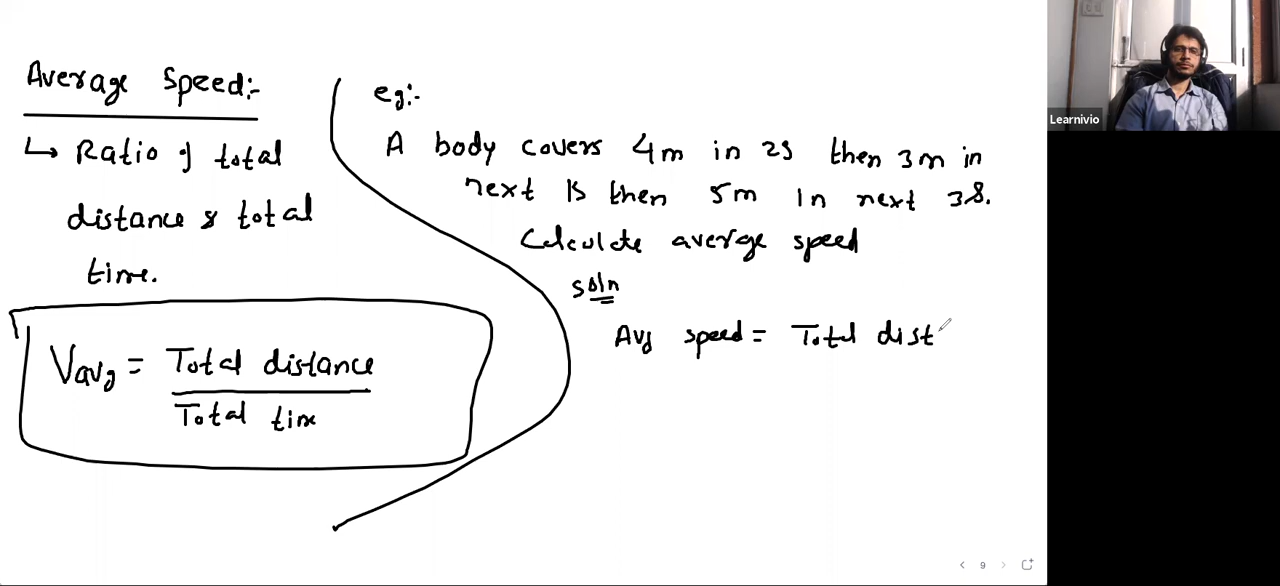 Average Speed:-
↳ Ratio of total
distance & total
time.
Vavg = Total distance
Total time
eg:-
A body covers 4m in 2s then 3m in
next 1s then 5m in next 3s.
Calculate average speed
soln
Avg speed = Total dist
Learnivio
9